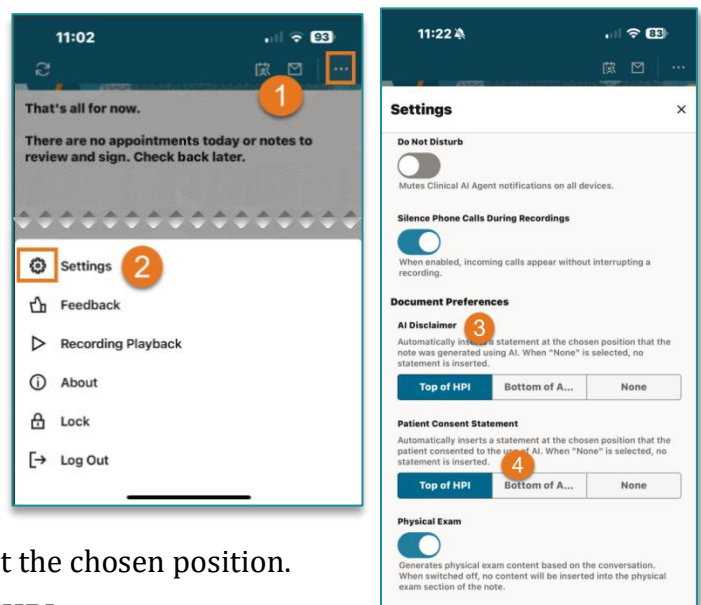 11:02
93
1
That's all for now.
There are no appointments today or notes to
review and sign. Check back later.
Settings
2
Feedback
Recording Playback
About
Lock
Log Out
t the chosen position.
11:22
83
Settings
Do Not Disturb
Mutes Clinical AI Agent notifications on all devices.
Silence Phone Calls During Recordings
When enabled, incoming calls appear without interrupting a
recording.
Document Preferences
AI Disclaimer
3
Automatically inserts a statement at the chosen position that the
note was generated using AI. When "None" is selected, no
statement is inserted.
Top of HPI Bottom of A... None
Patient Consent Statement
Automatically inserts a statement at the chosen position that the
patient consented to the use of AI. When "None" is selected, no
statement is inserted.
4
Top of HPI Bottom of A... None
Physical Exam
Generates physical exam content based on the conversation.
When switched off, no content will be inserted into the physical
exam section of the note.